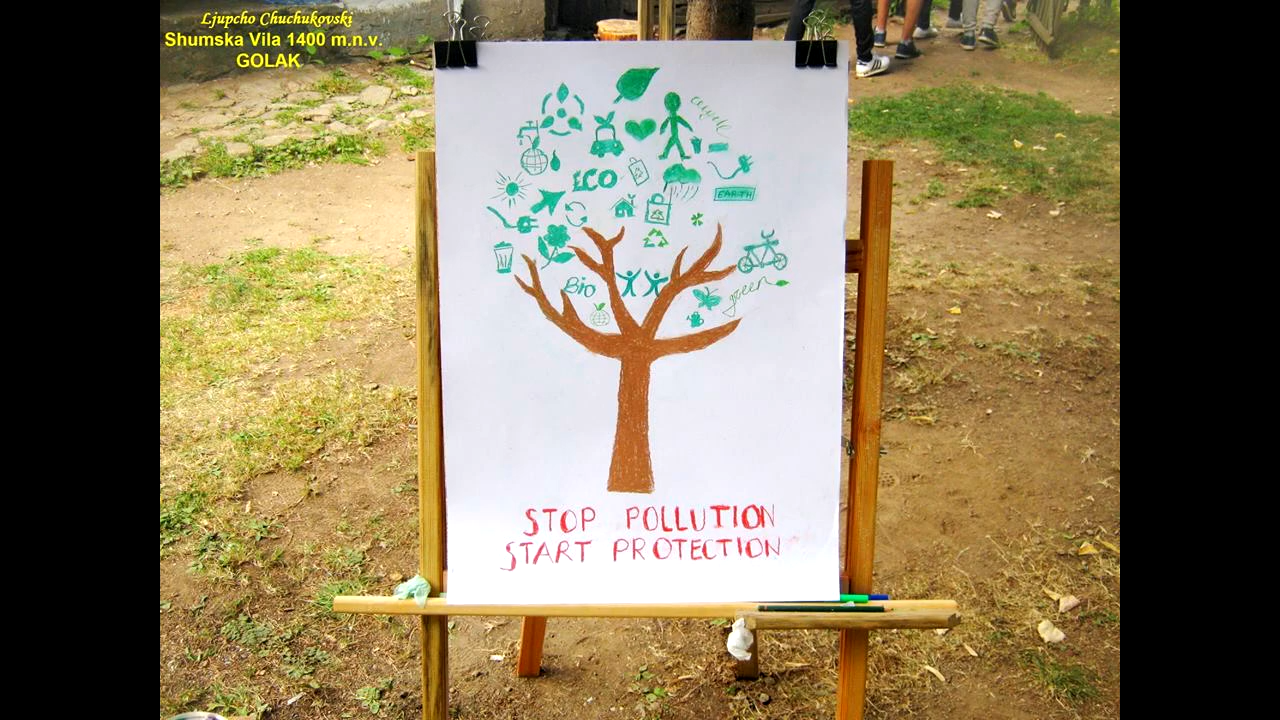 Ljupcho Chuchukovski
Shumska Vila 1400 m.n.v.
GOLAK
ECO
EARTH
Bio
green
STOP POLLUTION
START PROTECTION